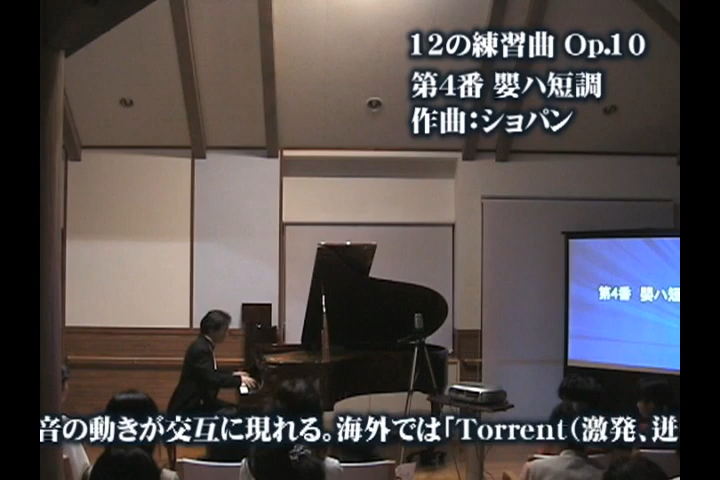 12の練習曲 Op.10
第4番 嬰ハ短調
作曲：ショパン
第4番 嬰ハ短
音の動きが交互に現れる。海外では「Torrent（激発、迸